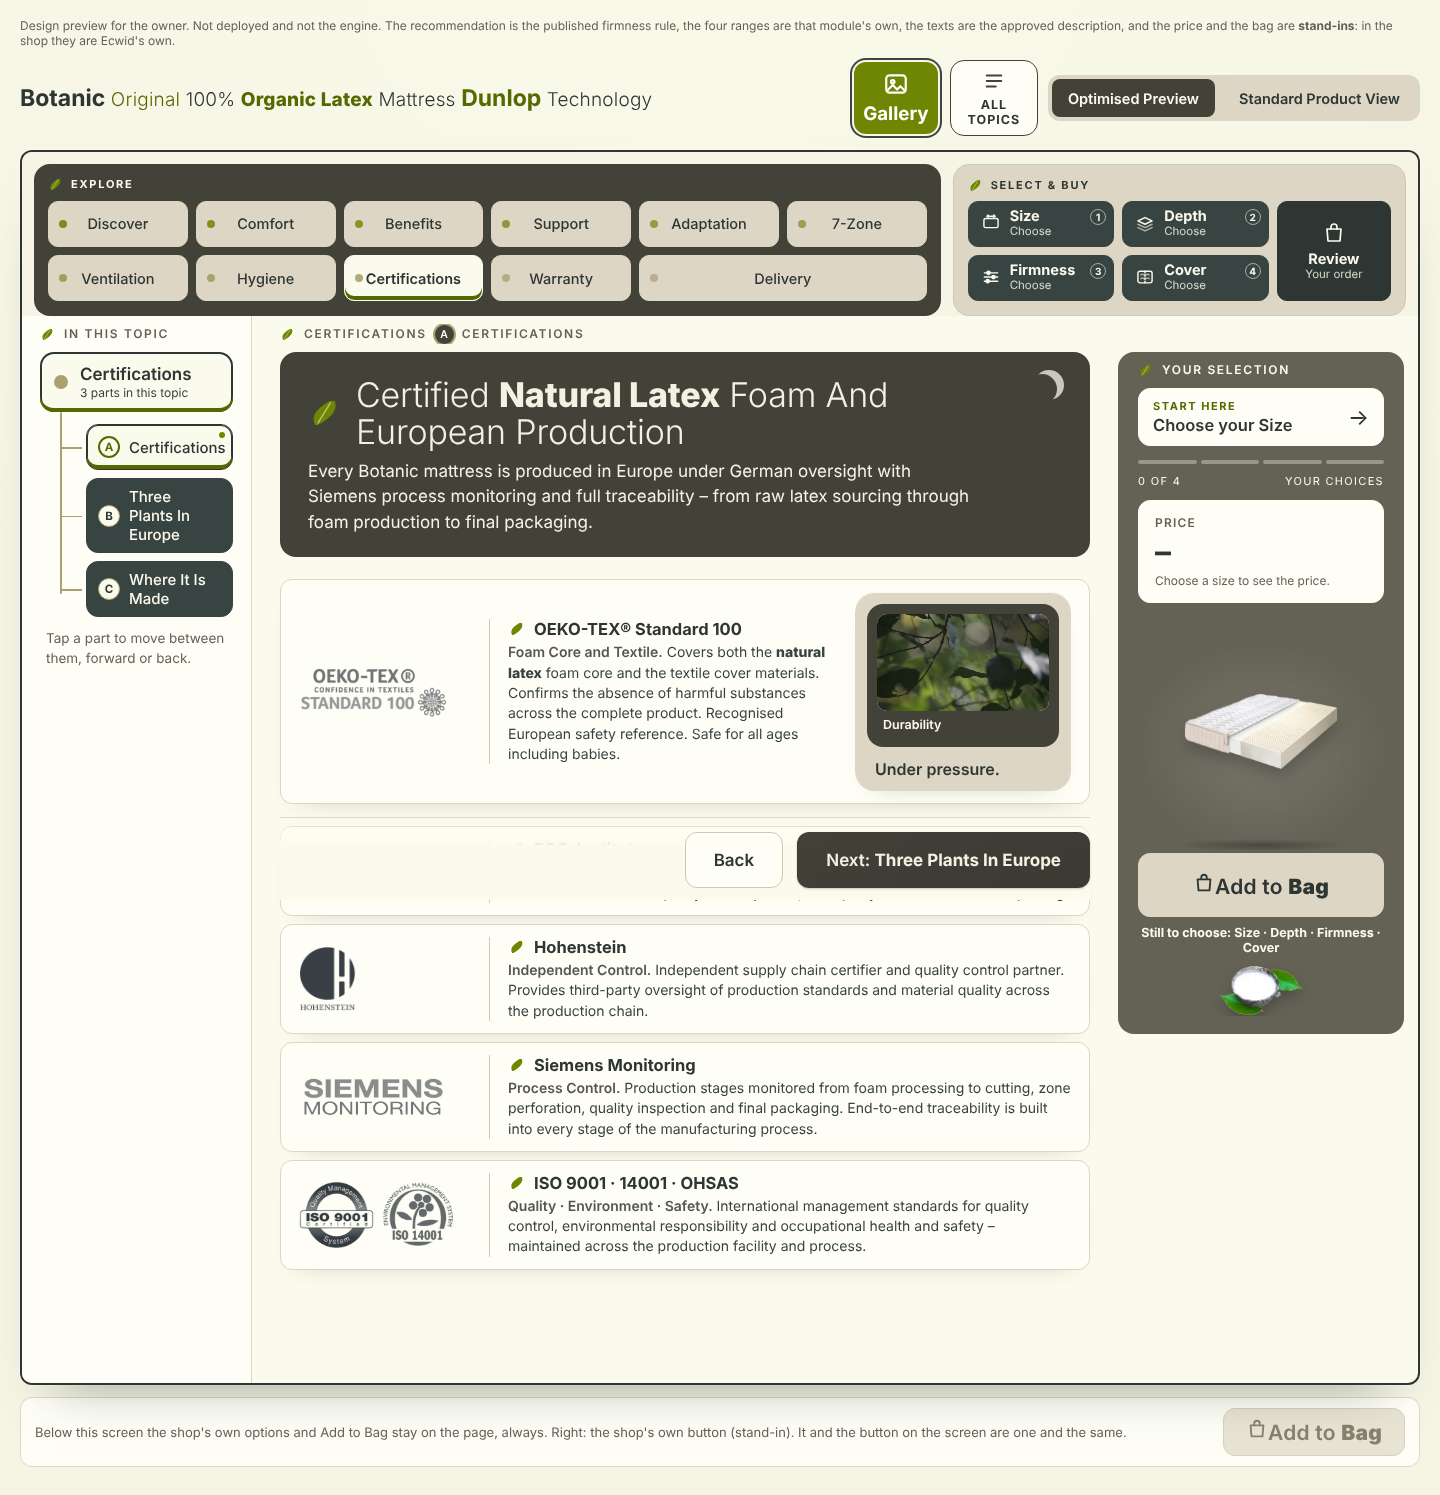 Design preview for the owner. Not deployed and not the engine. The recommendation is the published firmness rule, the four ranges are that module's own, the texts are the approved description, and the price and the bag are stand-ins: in the
shop they are Ecwid's own.
Botanic Original 100% Organic Latex Mattress Dunlop Technology
Gallery
ALL
TOPICS
Optimised Preview
Standard Product View
EXPLORE
Discover
Comfort
Benefits
Support
Adaptation
7-Zone
Ventilation
Hygiene
Certifications
Warranty
Delivery
SELECT & BUY
Size
Choose
1
Depth
Choose
2
Firmness
Choose
3
Cover
Choose
4
Review
Your order
IN THIS TOPIC
Certifications
3 parts in this topic
A Certifications
B Three
Plants In
Europe
C Where It Is
Made
Tap a part to move between
them, forward or back.
CERTIFICATIONS A CERTIFICATIONS
Certified Natural Latex Foam And
European Production
Every Botanic mattress is produced in Europe under German oversight with
Siemens process monitoring and full traceability – from raw latex sourcing through
foam production to final packaging.
OEKO-TEX®
CONFIDENCE IN TEXTILES
STANDARD 100
OEKO-TEX® Standard 100
Foam Core and Textile. Covers both the natural
latex foam core and the textile cover materials.
Confirms the absence of harmful substances
across the complete product. Recognised
European safety reference. Safe for all ages
including babies.
Durability
Under pressure.
Back
Next: Three Plants In Europe
HOHENSTEIN
Hohenstein
Independent Control. Independent supply chain certifier and quality control partner.
Provides third-party oversight of production standards and material quality across
the production chain.
SIEMENS
MONITORING
Siemens Monitoring
Process Control. Production stages monitored from foam processing to cutting, zone
perforation, quality inspection and final packaging. End-to-end traceability is built
into every stage of the manufacturing process.
Quality Management
ISO 9001
Certified
System
ENVIRONMENTAL MANAGEMENT SYSTEM
ISO 14001
ISO 9001 · 14001 · OHSAS
Quality · Environment · Safety. International management standards for quality
control, environmental responsibility and occupational health and safety –
maintained across the production facility and process.
YOUR SELECTION
START HERE
Choose your Size
0 OF 4
YOUR CHOICES
PRICE
–
Choose a size to see the price.
Add to Bag
Still to choose: Size · Depth · Firmness ·
Cover
Below this screen the shop's own options and Add to Bag stay on the page, always. Right: the shop's own button (stand-in). It and the button on the screen are one and the same.
Add to Bag